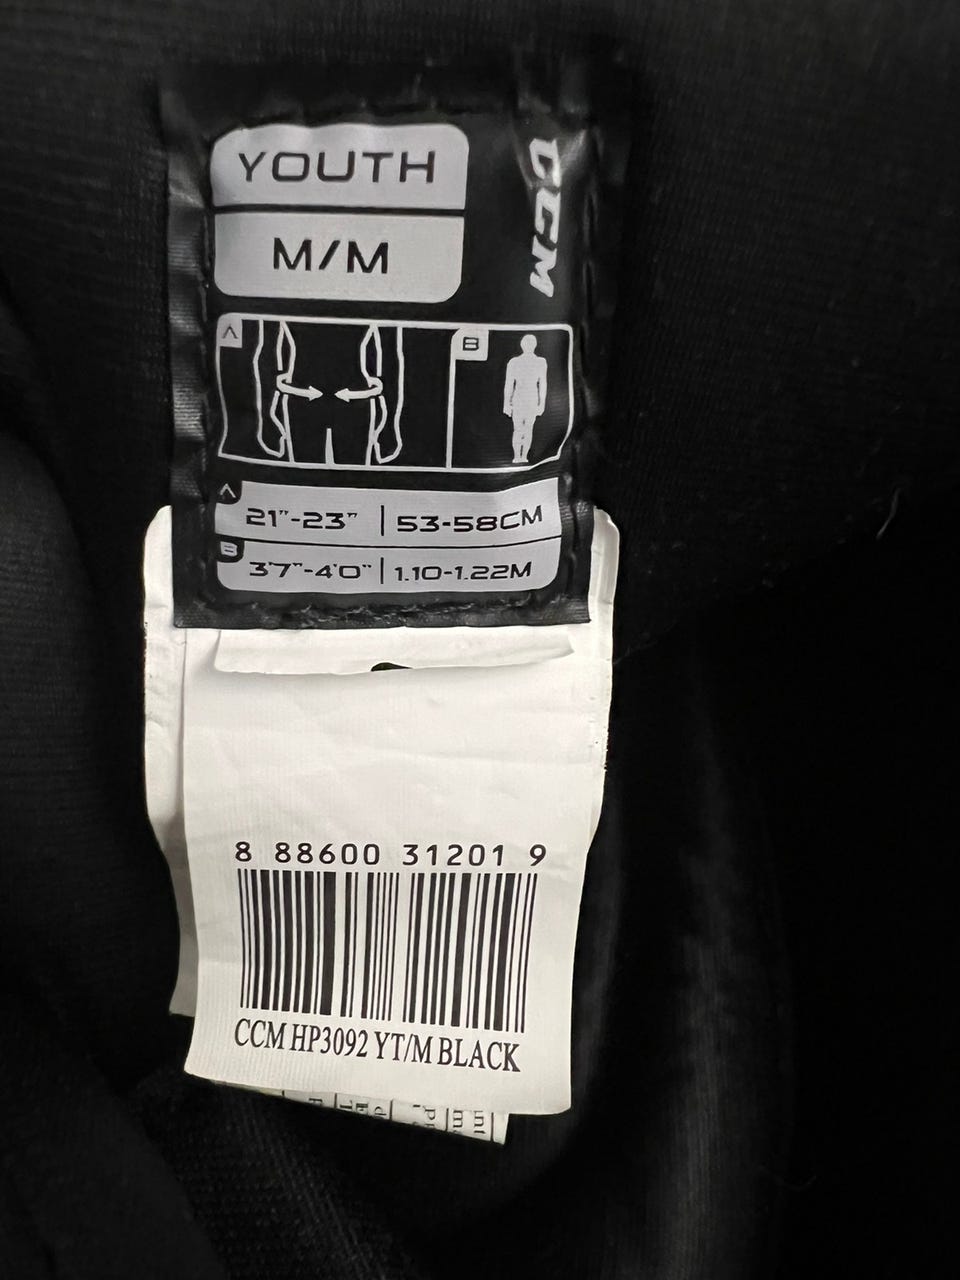 YOUTH
CCM
M/M
A
B
A
21"-23" | 53-58CM
B
3'7"-4'0" | 1.10-1.22M
8 88600 31201 9
CCM HP3092 YT/M BLACK